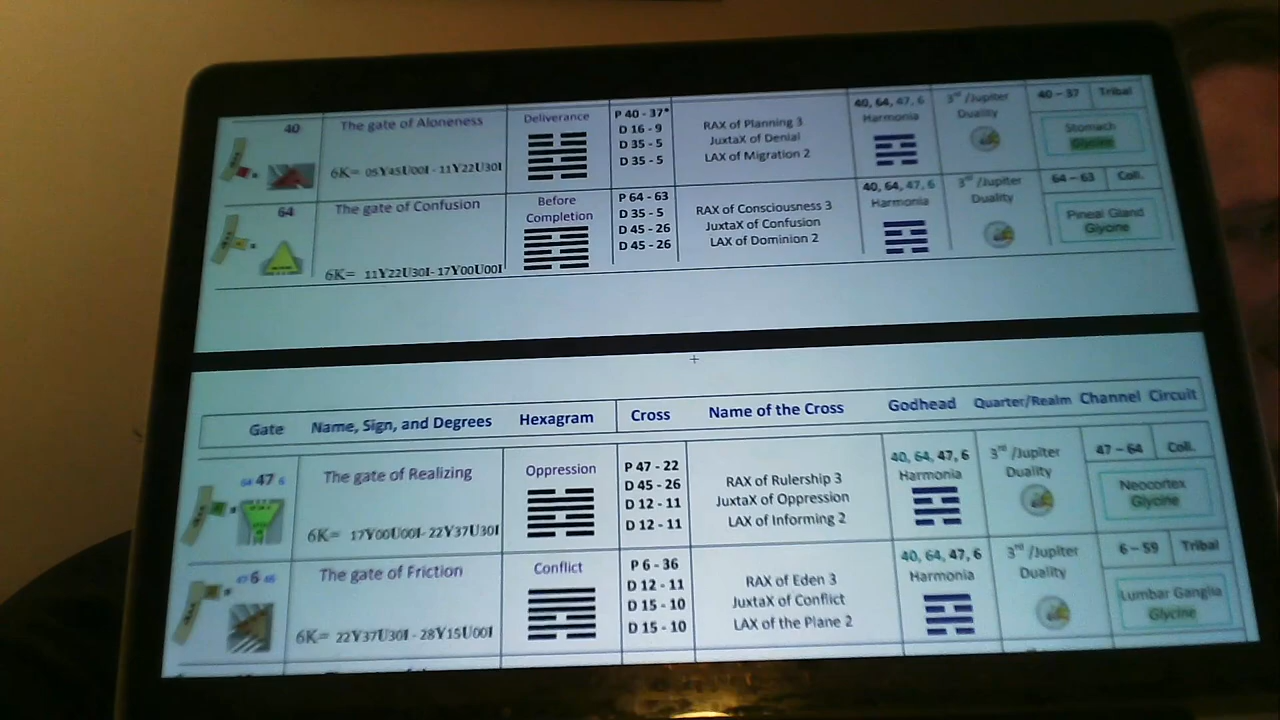 40 The gate of Aloneness Deliverance P 40 - 37* RAX of Planning 3 40, 64, 47, 6 3rd /Jupiter 40 - 37 Tribal
D 16 - 9 JuxtaX of Denial Harmonia Duality Stomach
D 35 - 5 LAX of Migration 2 Glycine
6K= 05Y45U00I - 11Y22U30I D 35 - 5
64 The gate of Confusion Before P 64 - 63 RAX of Consciousness 3 40, 64, 47, 6 3rd /Jupiter 64 - 63 Coll.
Completion D 35 - 5 JuxtaX of Confusion Harmonia Duality Pineal Gland
D 45 - 26 LAX of Dominion 2 Glycine
6K= 11Y22U30I- 17Y00U00I D 45 - 26
Gate Name, Sign, and Degrees Hexagram Cross Name of the Cross Godhead Quarter/Realm Channel Circuit
64 47 6 The gate of Realizing Oppression P 47 - 22 RAX of Rulership 3 40, 64, 47, 6 3rd /Jupiter 47 – 64 Coll.
D 45 - 26 JuxtaX of Oppression Harmonia Duality Neocortex
D 12 - 11 LAX of Informing 2 Glycine
6K= 17Y00U00I- 22Y37U30I D 12 - 11
47 6 46 The gate of Friction Conflict P 6 - 36 RAX of Eden 3 40, 64, 47, 6 3rd /Jupiter 6 – 59 Tribal
D 12 - 11 JuxtaX of Conflict Harmonia Duality Lumbar Ganglia
D 15 - 10 LAX of the Plane 2 Glycine
6K= 22Y37U30I - 28Y15U00I D 15 - 10